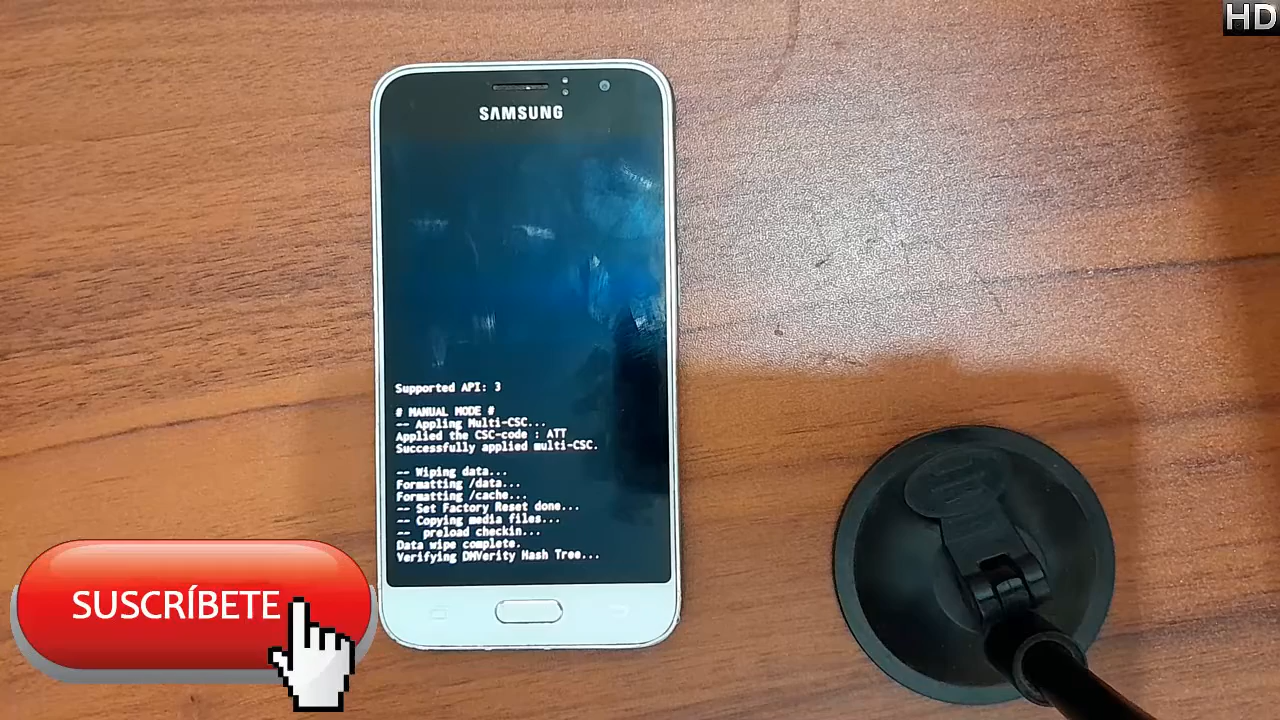 HD
SAMSUNG
Supported API: 3
# MANUAL MODE #
-- Appling Multi-CSC...
Applied the CSC-code : ATT
Successfully applied multi-CSC.
-- Wiping data...
Formatting /data...
Formatting /cache...
-- Set Factory Reset done...
-- Copying media files...
-- preload checkin...
Data wipe complete.
Verifying DMVerity Hash Tree...
SUSCRÍBETE